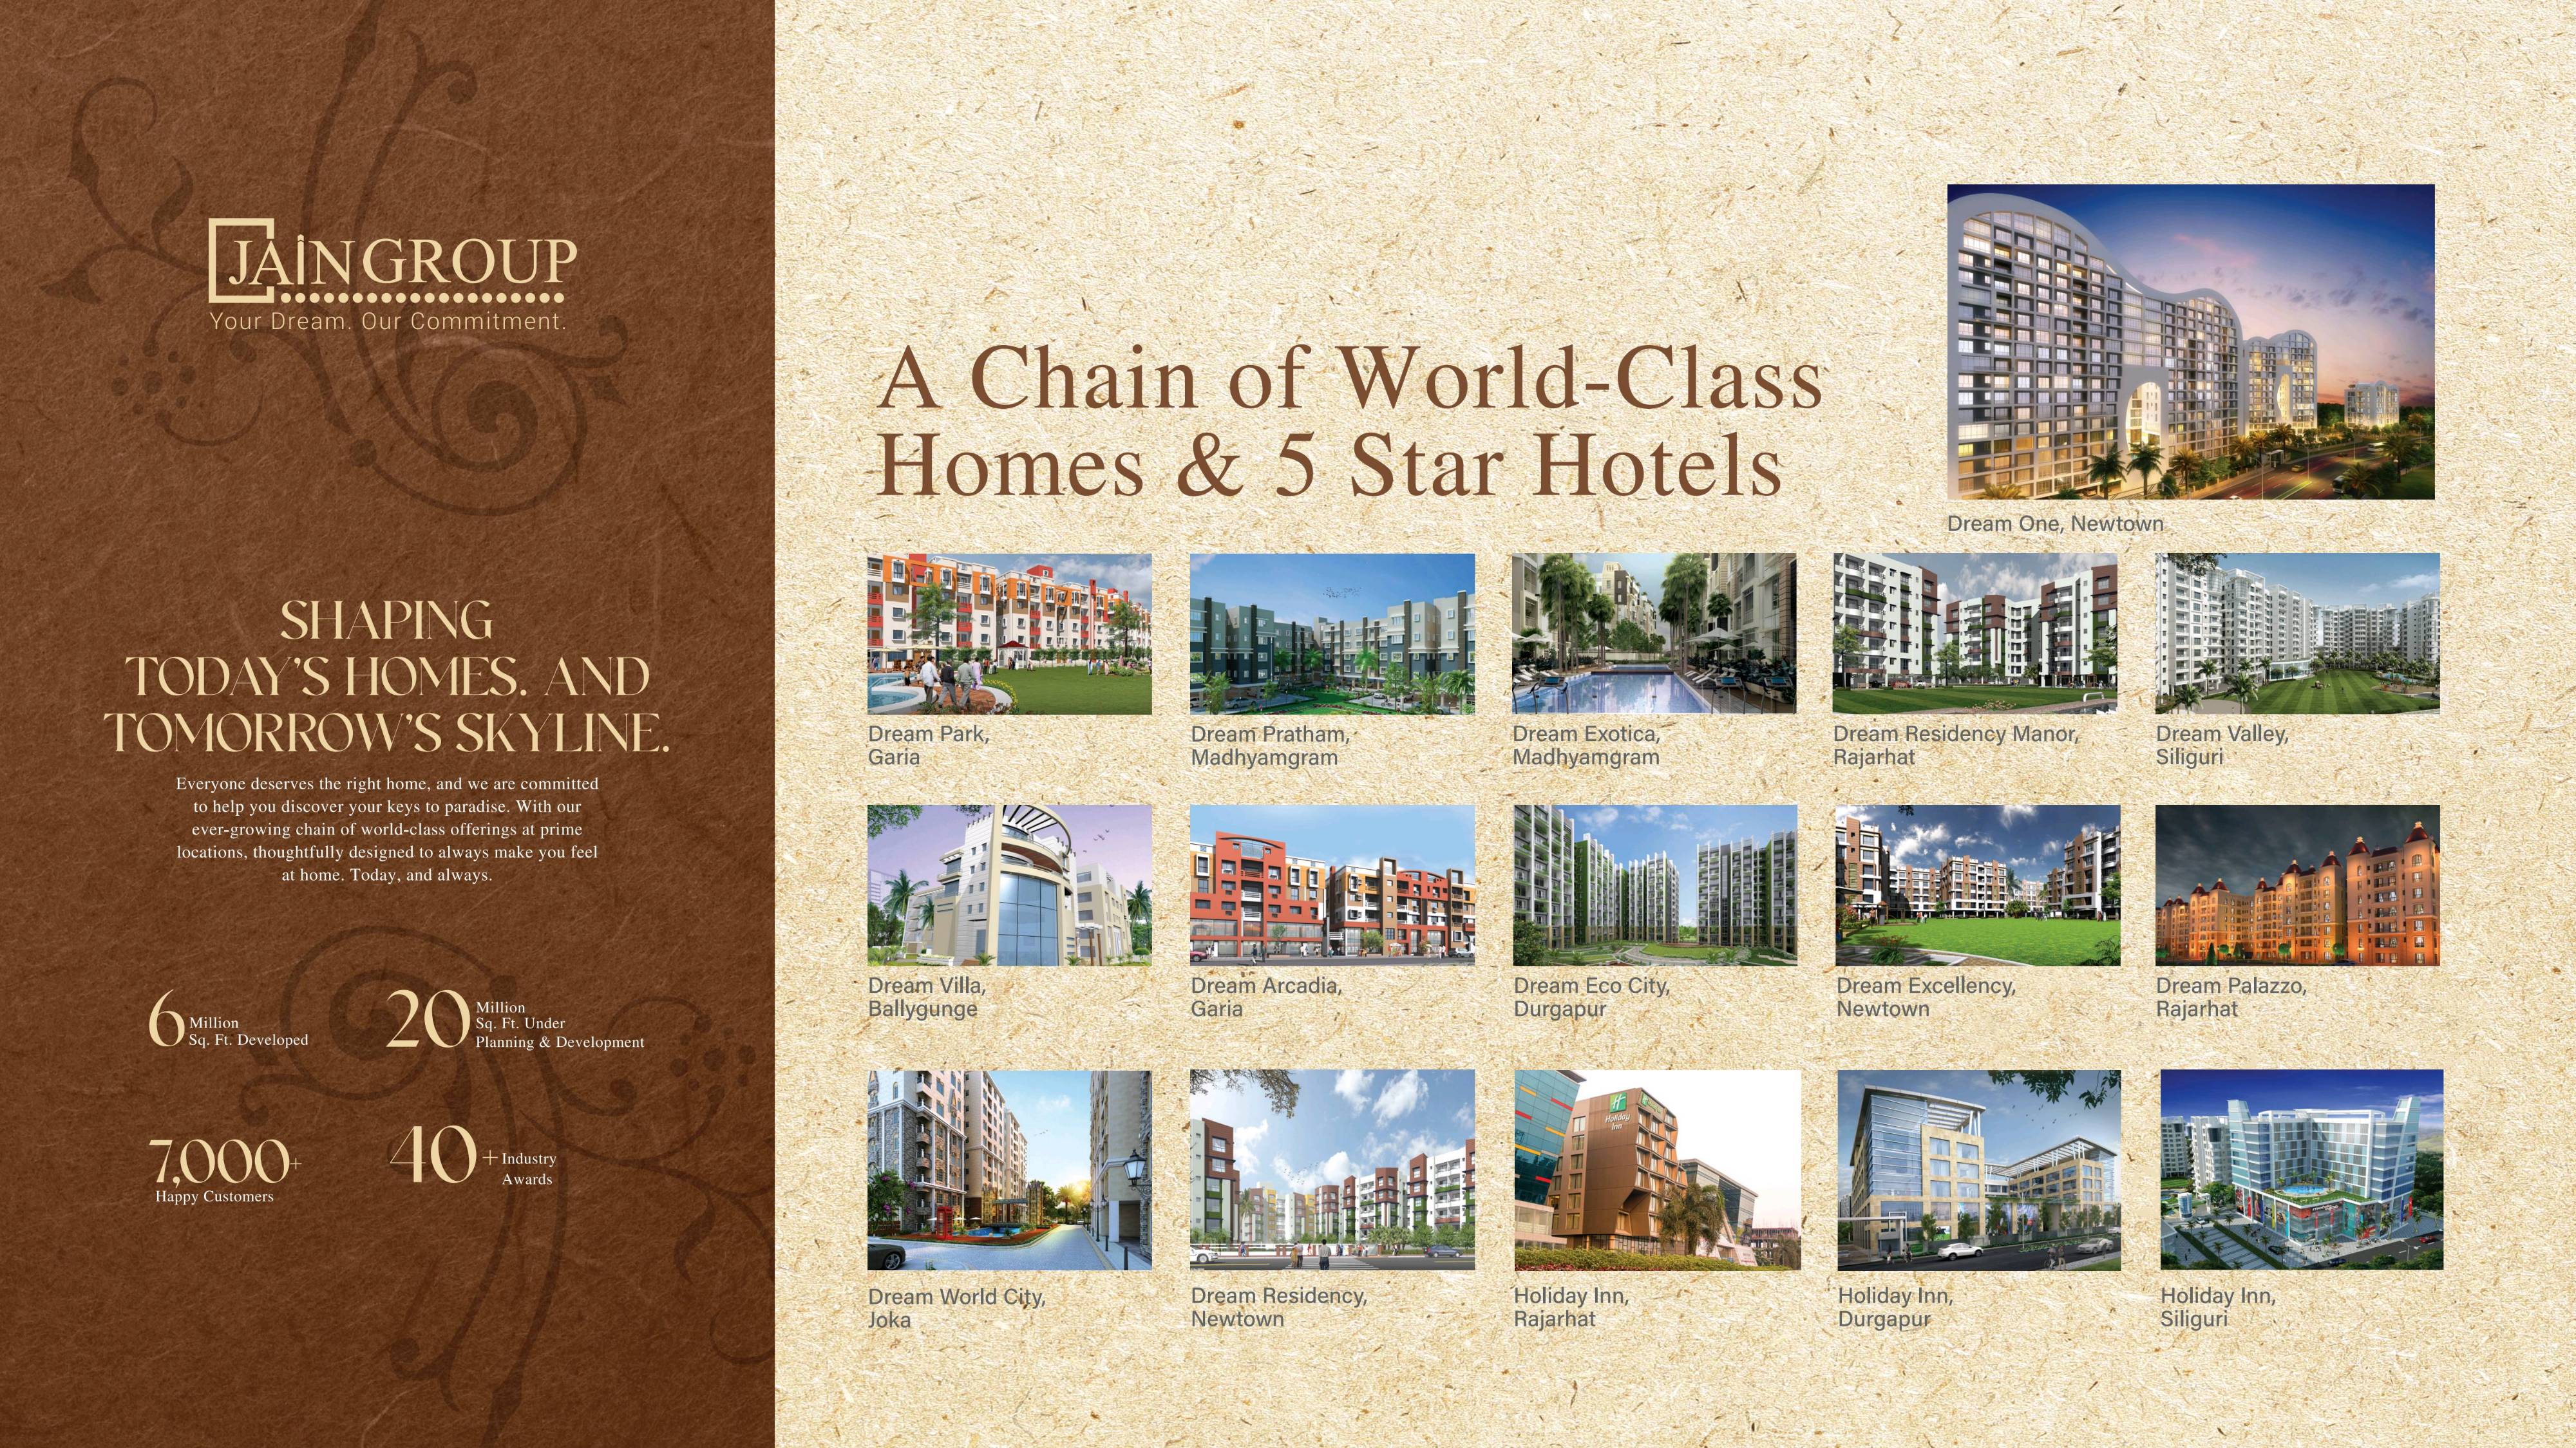 JAIN GROUP
Your Dream. Our Commitment.
SHAPING
TODAY'S HOMES. AND
TOMORROW'S SKYLINE.
Everyone deserves the right home, and we are committed
to help you discover your keys to paradise. With our
ever-growing chain of world-class offerings at prime
locations, thoughtfully designed to always make you feel
at home. Today, and always.
6 Million
Sq. Ft. Developed
20 Million
Sq. Ft. Under
Planning & Development
7,000+
Happy Customers
40+ Industry
Awards
A Chain of World-Class
Homes & 5 Star Hotels
Dream One, Newtown
Dream Park,
Garia
Dream Pratham,
Madhyamgram
Dream Exotica,
Madhyamgram
Dream Residency Manor,
Rajarhat
Dream Valley,
Siliguri
Dream Villa,
Ballygunge
Dream Arcadia,
Garia
Dream Eco City,
Durgapur
Dream Excellency,
Newtown
Dream Palazzo,
Rajarhat
Dream World City,
Joka
Dream Residency,
Newtown
Holiday
Inn
Holiday Inn,
Rajarhat
Holiday Inn,
Durgapur
Holiday Inn,
Siliguri